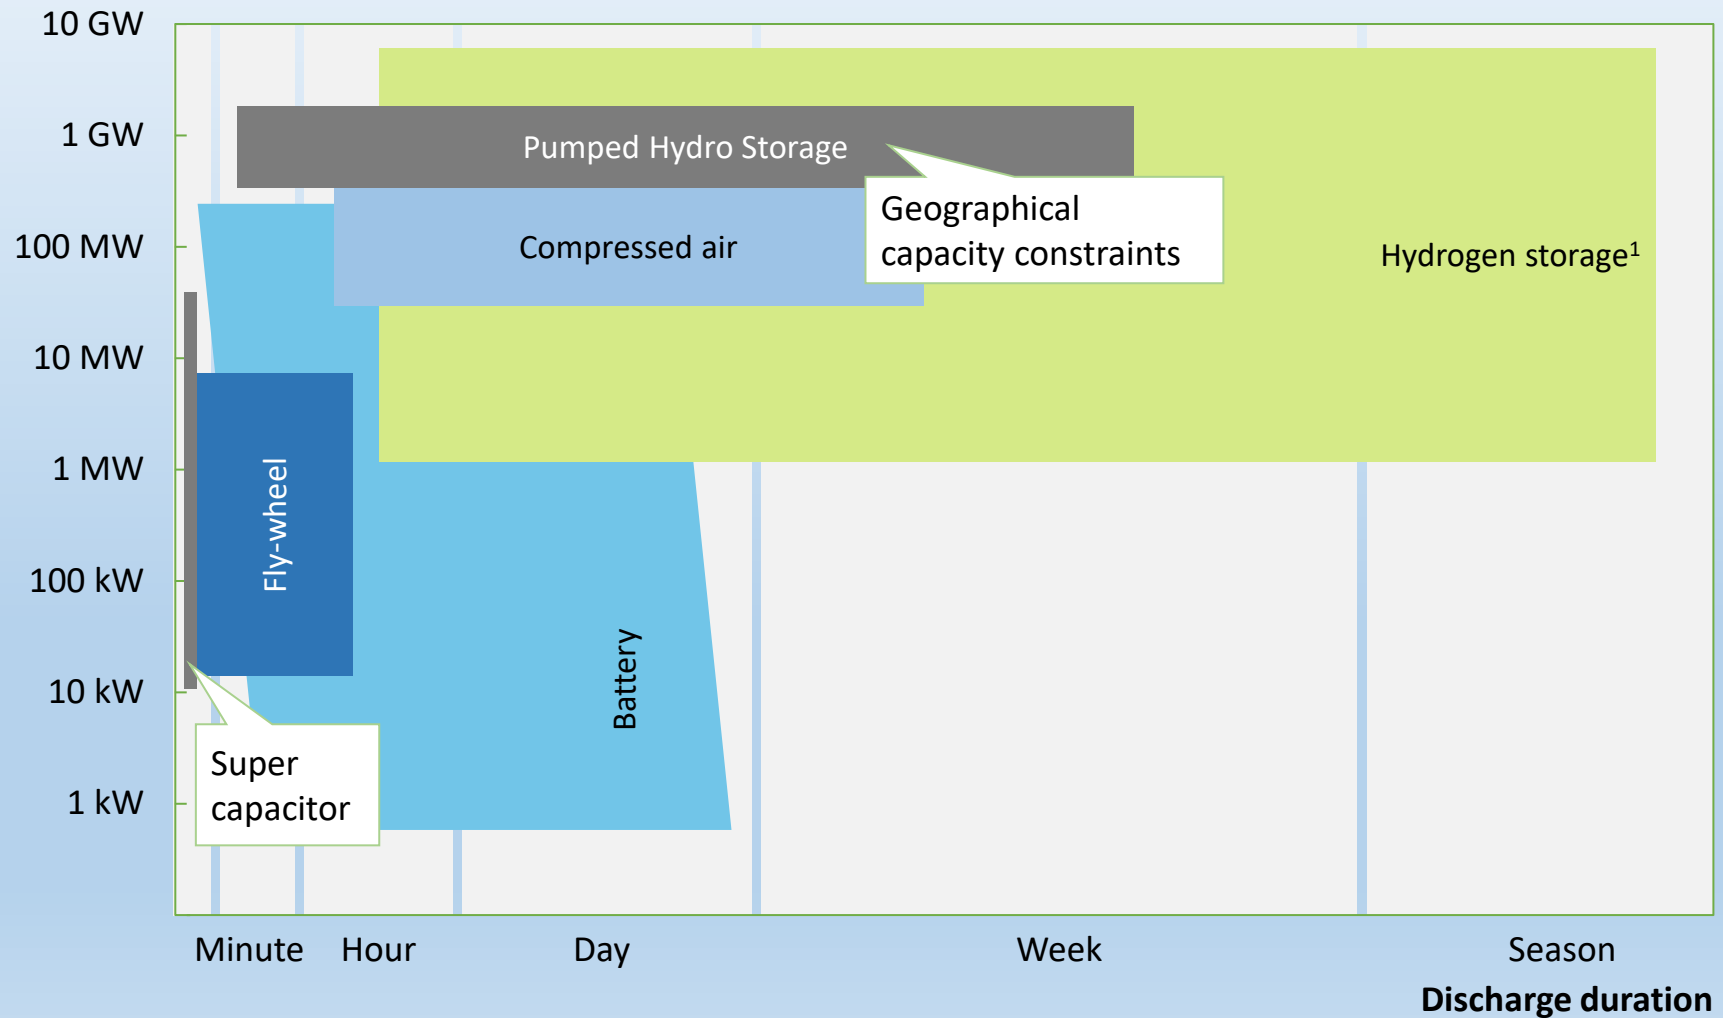 10 GW
1 GW
100 MW
10 MW
1 MW
100 kW
10 kW
1 kW
Pumped Hydro Storage
Geographical
capacity constraints
Compressed air
Hydrogen storage¹
Fly-wheel
Battery
Super
capacitor
Minute
Hour
Day
Week
Season
Discharge duration